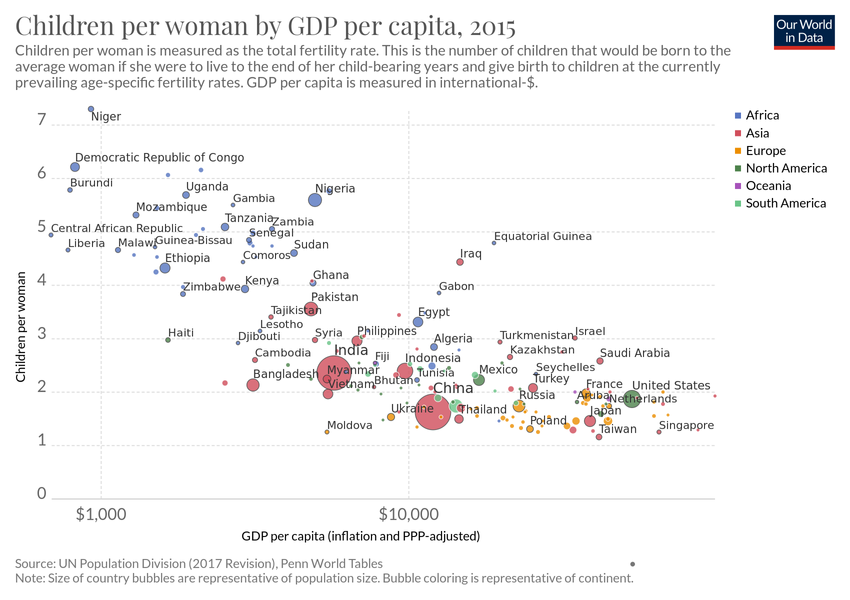 Children per woman by GDP per capita, 2015
Our World
in Data
Children per woman is measured as the total fertility rate. This is the number of children that would be born to the
average woman if she were to live to the end of her child-bearing years and give birth to children at the currently
prevailing age-specific fertility rates. GDP per capita is measured in international-$.
7
Niger
Africa
Asia
Europe
North America
Oceania
South America
Democratic Republic of Congo
6
Burundi
Uganda
Nigeria
Mozambique
Gambia
5
Central African Republic
Tanzania
Zambia
Senegal
Liberia
Malawi
Guinea-Bissau
Sudan
Equatorial Guinea
Ethiopia
Comoros
Iraq
4
Zimbabwe
Kenya
Ghana
Gabon
Pakistan
Tajikistan
Egypt
3
Haiti
Lesotho
Djibouti
Syria
Philippines
Algeria
Turkmenistan
Israel
Cambodia
India
Fiji
Indonesia
Kazakhstan
Saudi Arabia
2
Bangladesh
Myanmar
Vietnam
Bhutan
Tunisia
Mexico
Seychelles
Turkey
China
France
United States
Aruba
Netherlands
Ukraine
Thailand
Russia
Japan
1
Moldova
Poland
Taiwan
Singapore
0
Children per woman
$1,000
$10,000
GDP per capita (inflation and PPP-adjusted)
Source: UN Population Division (2017 Revision), Penn World Tables
Note: Size of country bubbles are representative of population size. Bubble coloring is representative of continent.